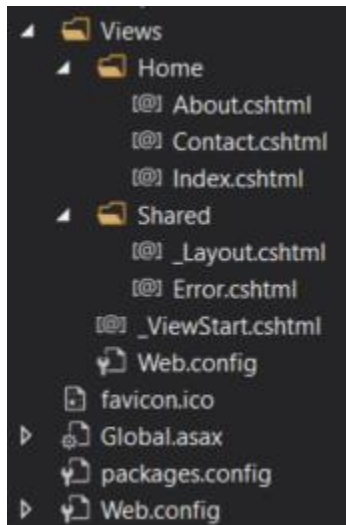 Views
Home
[@] About.cshtml
[@] Contact.cshtml
[@] Index.cshtml
Shared
[@] _Layout.cshtml
[@] Error.cshtml
[@] _ViewStart.cshtml
Web.config
favicon.ico
Global.asax
packages.config
Web.config